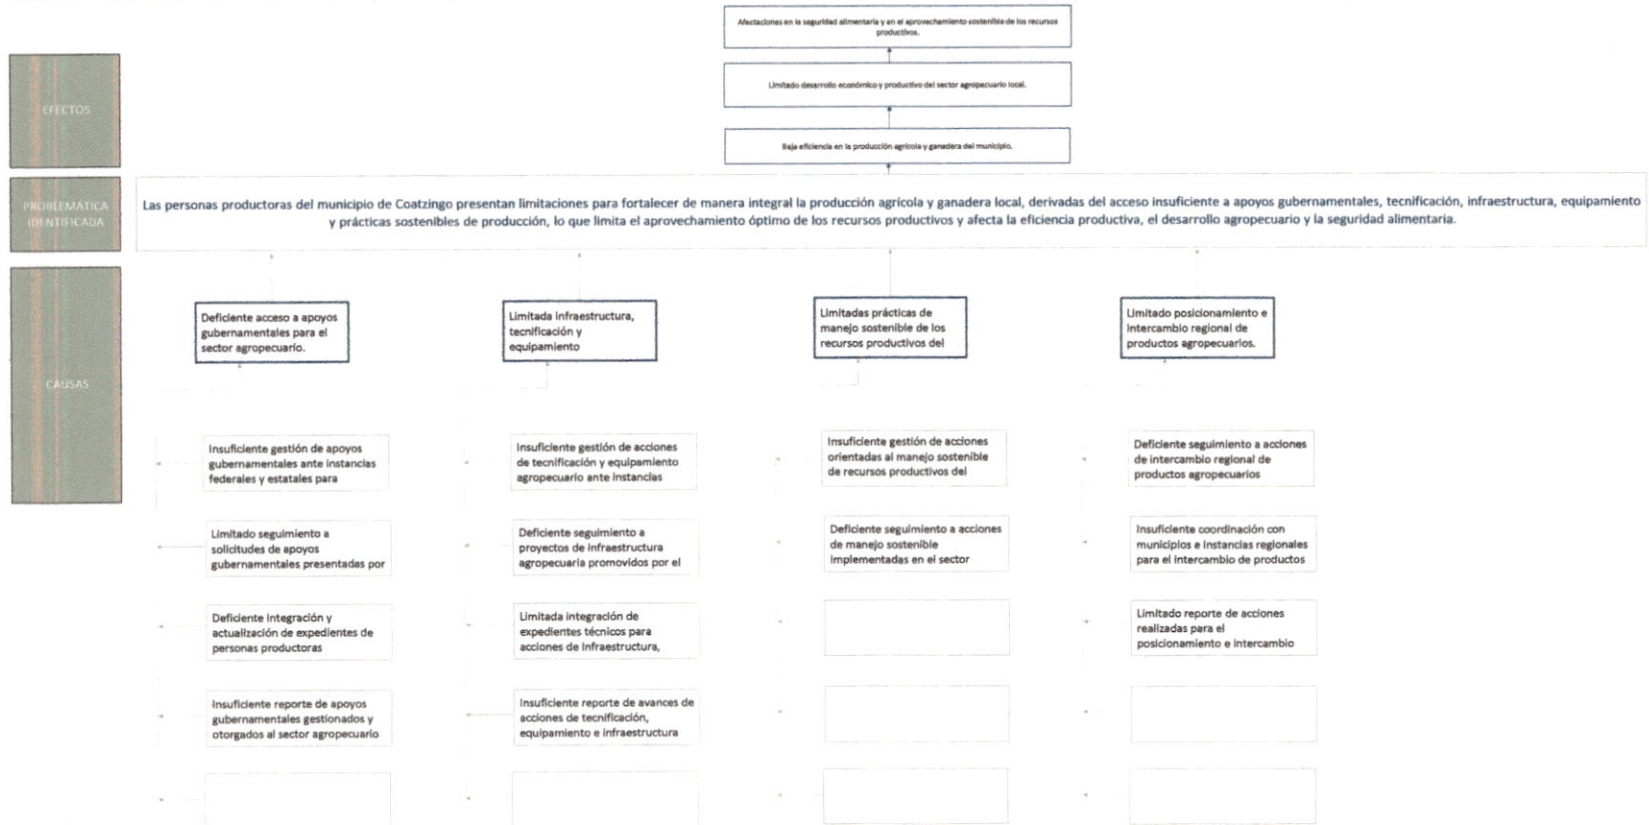 Afectaciones en la seguridad alimentaria y en el aprovechamiento sostenible de los recursos
productivos.
EFECTOS
Limitado desarrollo económico y productivo del sector agropecuario local.
Baja eficiencia en la producción agrícola y ganadera del municipio.
PROBLEMÁTICA
IDENTIFICADA
Las personas productoras del municipio de Coatzingo presentan limitaciones para fortalecer de manera integral la producción agrícola y ganadera local, derivadas del acceso insuficiente a apoyos gubernamentales, tecnificación, infraestructura, equipamiento
y prácticas sostenibles de producción, lo que limita el aprovechamiento óptimo de los recursos productivos y afecta la eficiencia productiva, el desarrollo agropecuario y la seguridad alimentaria.
CAUSAS
Deficiente acceso a apoyos
gubernamentales para el
sector agropecuario.
Limitada infraestructura,
tecnificación y
equipamiento
Limitadas prácticas de
manejo sostenible de los
recursos productivos del
Limitado posicionamiento e
intercambio regional de
productos agropecuarios.
Insuficiente gestión de apoyos
gubernamentales ante instancias
federales y estatales para
Insuficiente gestión de acciones
de tecnificación y equipamiento
agropecuario ante instancias
Insuficiente gestión de acciones
orientadas al manejo sostenible
de recursos productivos del
Deficiente seguimiento a acciones
de intercambio regional de
productos agropecuarios
Limitado seguimiento a
solicitudes de apoyos
gubernamentales presentadas por
Deficiente seguimiento a
proyectos de infraestructura
agropecuaria promovidos por el
Deficiente seguimiento a acciones
de manejo sostenible
implementadas en el sector
Insuficiente coordinación con
municipios e instancias regionales
para el intercambio de productos
Deficiente integración y
actualización de expedientes de
personas productoras
Limitada integración de
expedientes técnicos para
acciones de infraestructura,
Limitado reporte de acciones
realizadas para el
posicionamiento e intercambio
Insuficiente reporte de apoyos
gubernamentales gestionados y
otorgados al sector agropecuario
Insuficiente reporte de avances de
acciones de tecnificación,
equipamiento e infraestructura